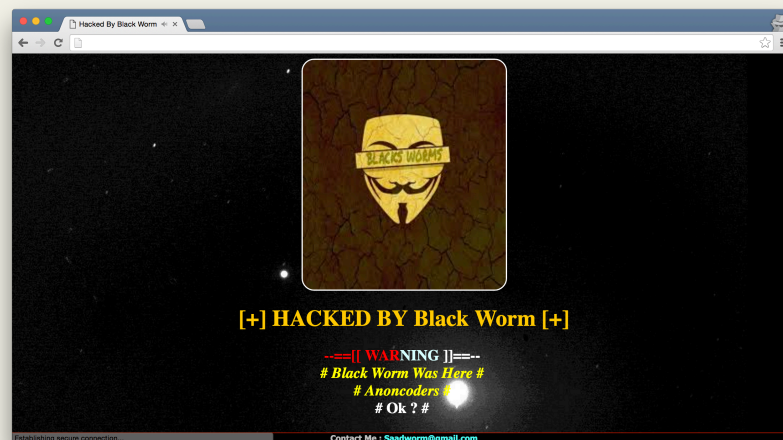 Hacked By Black Worm
BLACKS WORMS
[+] HACKED BY Black Worm [+]
--==[[ WARNING ]]==--
# Black Worm Was Here #
# Anoncoders #
# Ok ? #
Establishing secure connection...
Contact Me : Saadworm@gmail.com